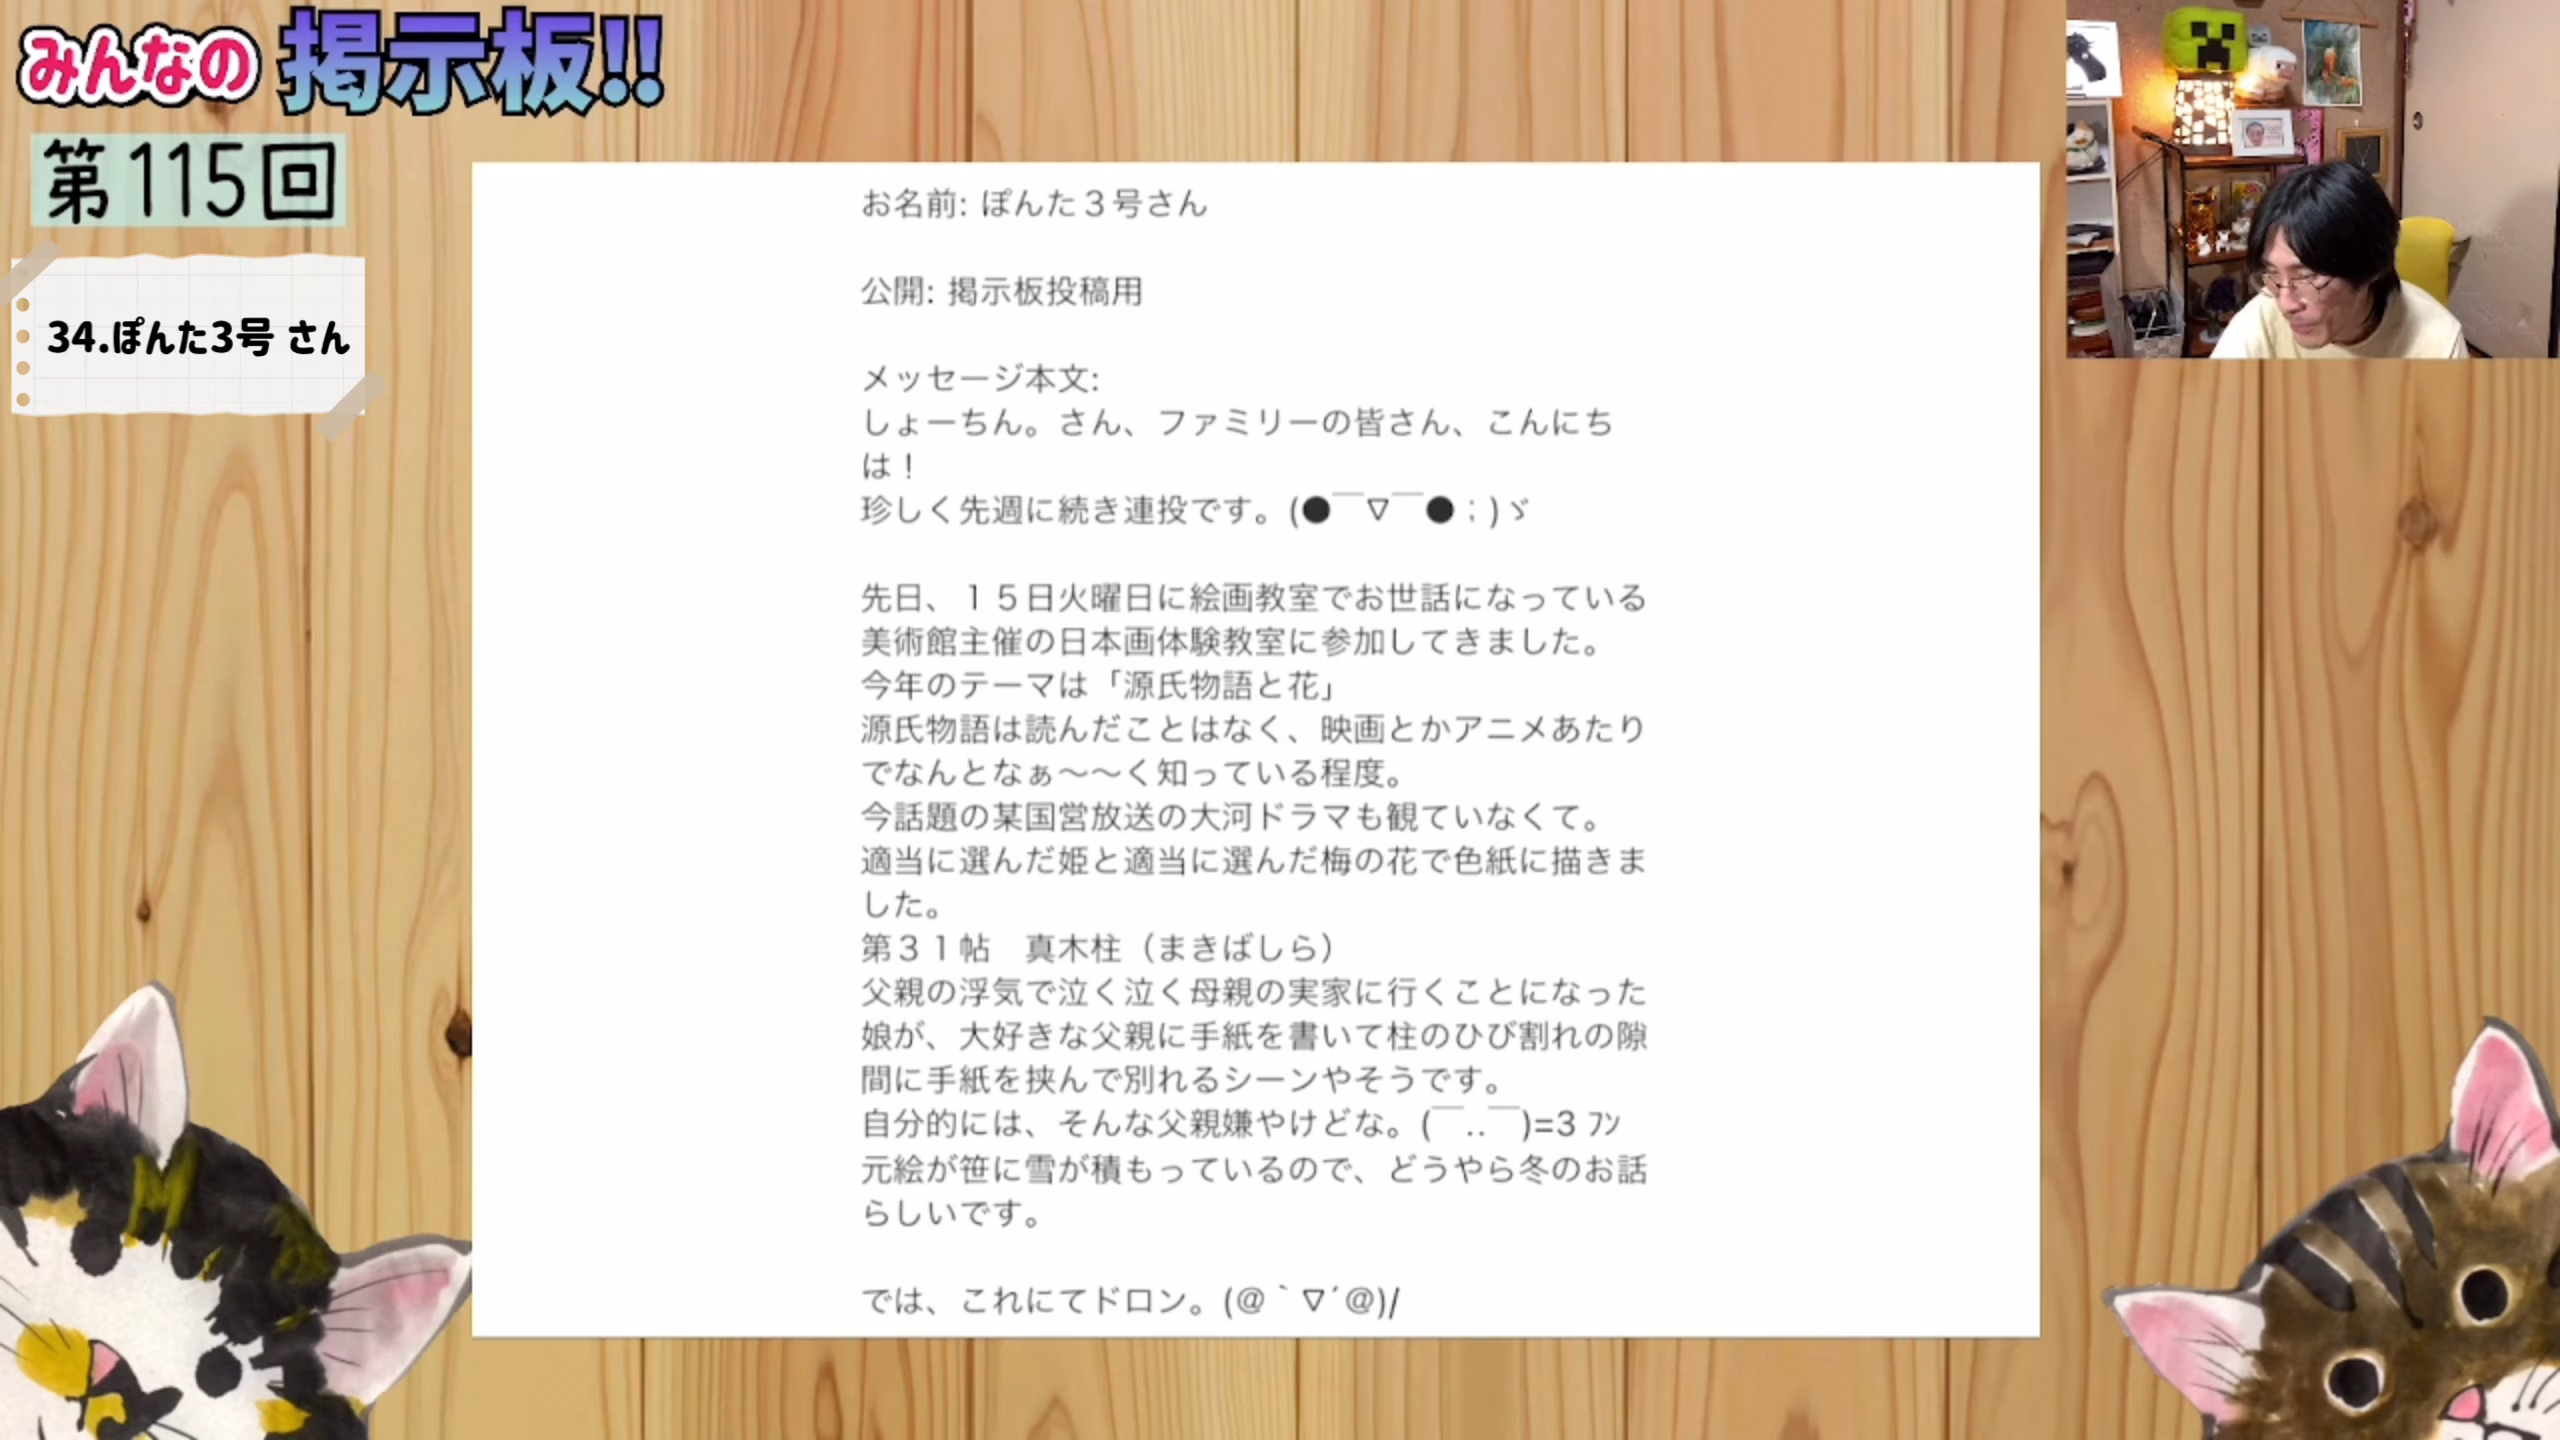 みんなの掲示板!!
第115回
34.ぽんた3号 さん
お名前: ぽんた３号さん
公開: 掲示板投稿用
メッセージ本文:
しょーちん。さん、ファミリーの皆さん、こんにち
は！
珍しく先週に続き連投です。(●￣▽￣●；)ゞ
先日、１５日火曜日に絵画教室でお世話になっている
美術館主催の日本画体験教室に参加してきました。
今年のテーマは「源氏物語と花」
源氏物語は読んだことはなく、映画とかアニメあたり
でなんとなぁ〜〜く知っている程度。
今話題の某国営放送の大河ドラマも観ていなくて。
適当に選んだ姫と適当に選んだ梅の花で色紙に描きま
した。
第３１帖　真木柱（まきばしら）
父親の浮気で泣く泣く母親の実家に行くことになった
娘が、大好きな父親に手紙を書いて柱のひび割れの隙
間に手紙を挟んで別れるシーンやそうです。
自分的には、そんな父親嫌やけどな。(￣..￣)=3 ﾌﾝ
元絵が笹に雪が積もっているので、どうやら冬のお話
らしいです。
では、これにてドロン。(@｀▽´@)/